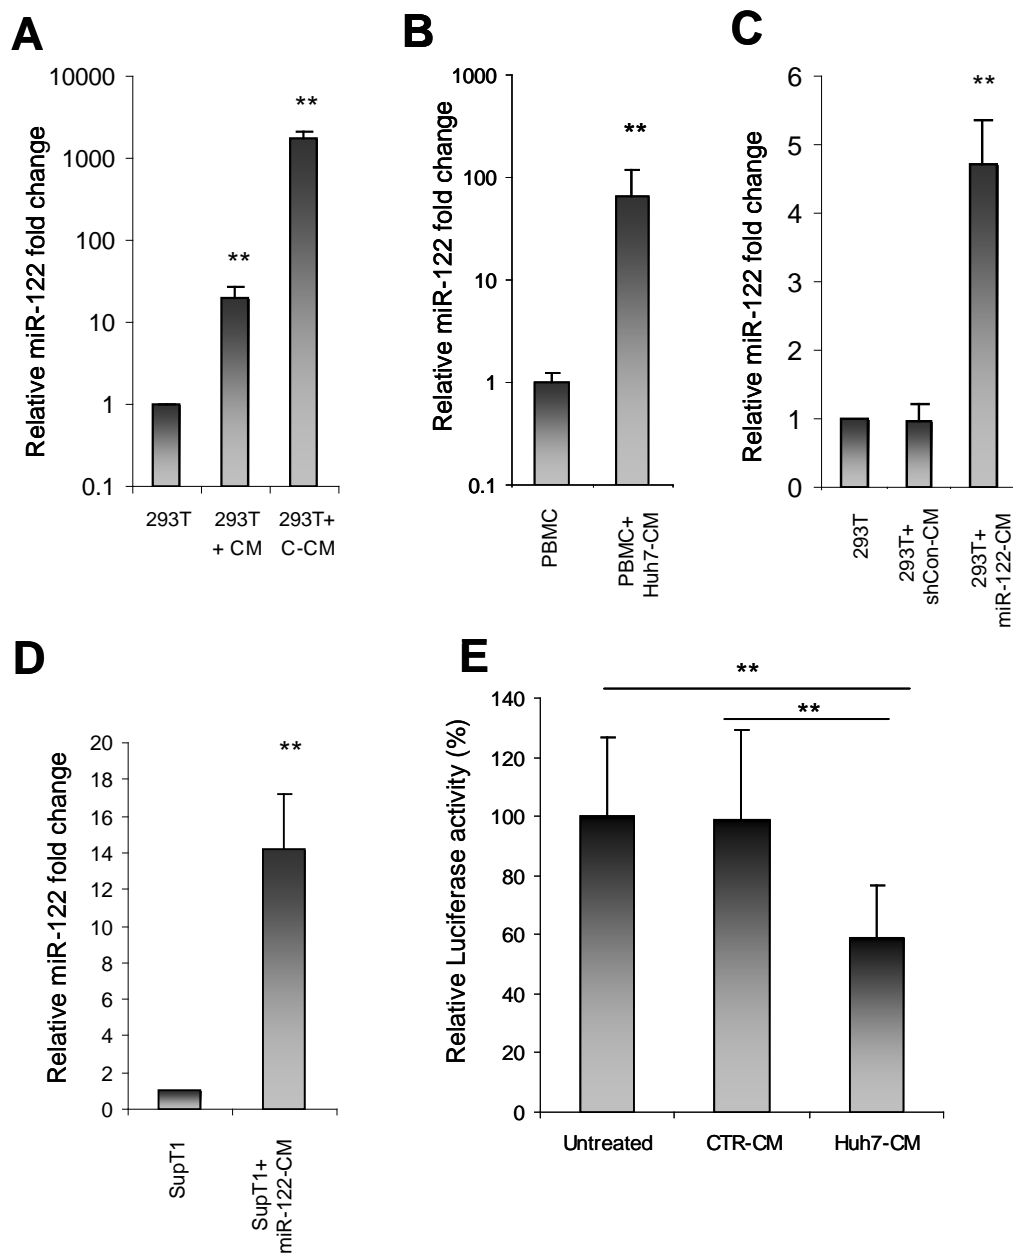 A
Relative miR-122 fold change
10000
1000
100
10
1
0.1
**
**
293T
293T
+ CM
293T+
C-CM
B
Relative miR-122 fold change
1000
100
10
1
0.1
**
PBMC
PBMC+
Huh7-CM
C
Relative miR-122 fold change
6
5
4
3
2
1
0
**
293T
293T+
shCon-CM
293T+
miR-122-CM
D
Relative miR-122 fold change
20
18
16
14
12
10
8
6
4
2
0
**
SupT1
SupT1+
miR-122-CM
E
Relative Luciferase activity (%)
140
120
100
80
60
40
20
0
**
**
Untreated
CTR-CM
Huh7-CM